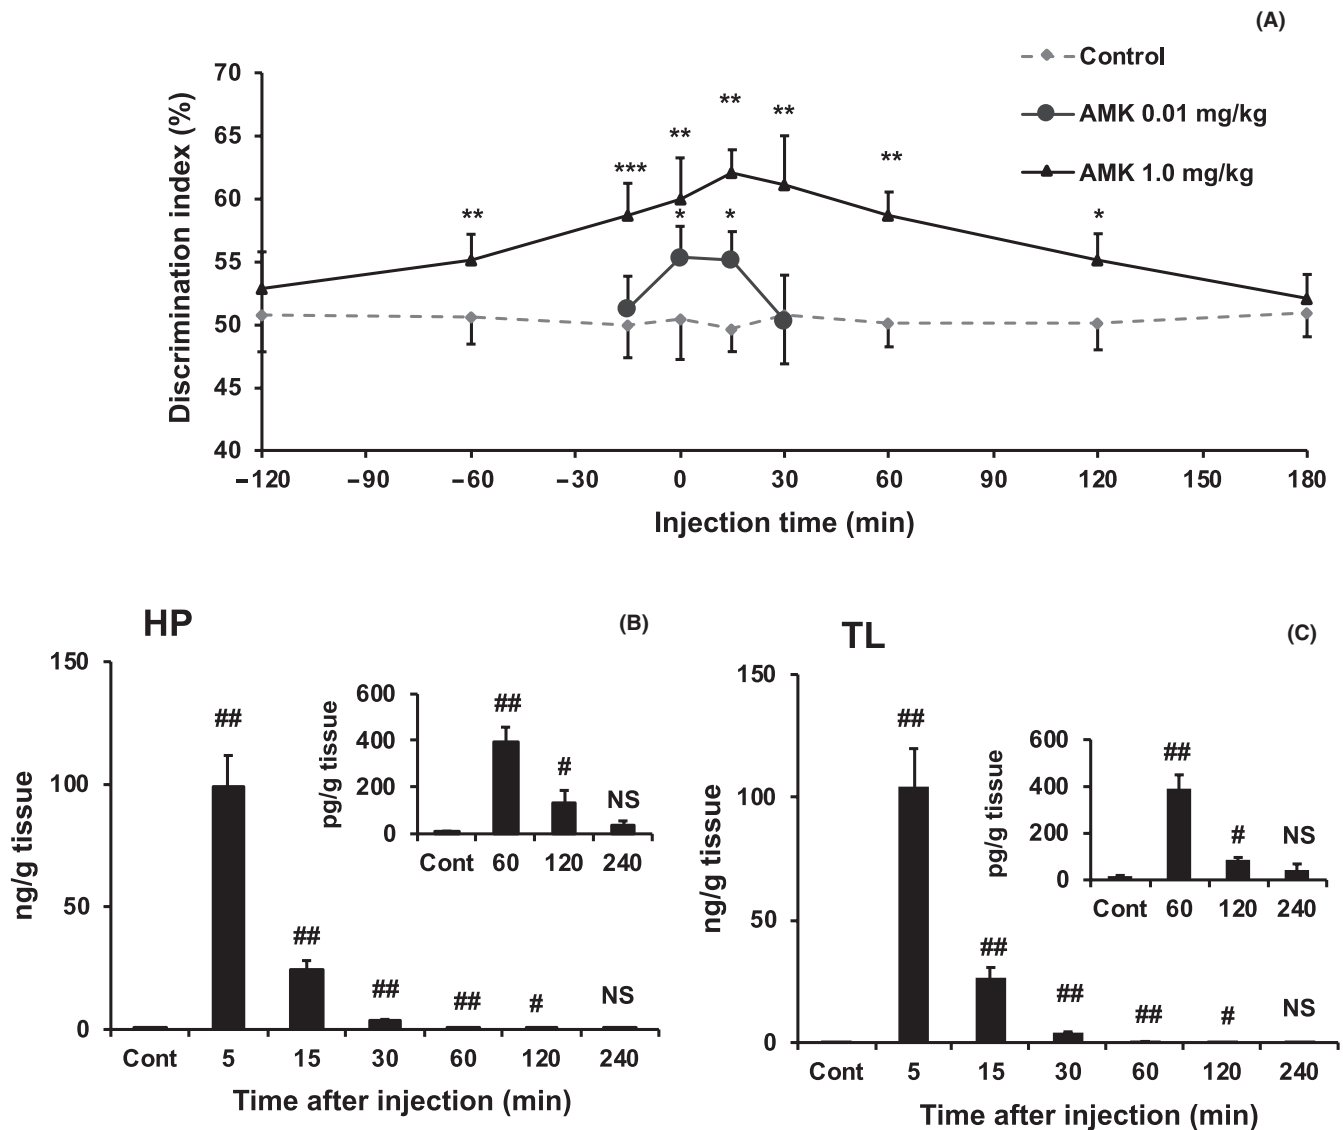 (A)
Control
AMK 0.01 mg/kg
AMK 1.0 mg/kg
Discrimination index (%)
70
65
60
55
50
45
40
** *** ** ** ** ** *
* *
−120 −90 −60 −30 0 30 60 90 120 150 180
Injection time (min)
HP
(B)
ng/g tissue
150
100
50
0
## ## ## ## # NS
Cont 5 15 30 60 120 240
Time after injection (min)
pg/g tissue
600
400
200
0
## # NS
Cont 60 120 240
TL
(C)
ng/g tissue
150
100
50
0
## ## ## ## # NS
Cont 5 15 30 60 120 240
Time after injection (min)
pg/g tissue
600
400
200
0
## # NS
Cont 60 120 240